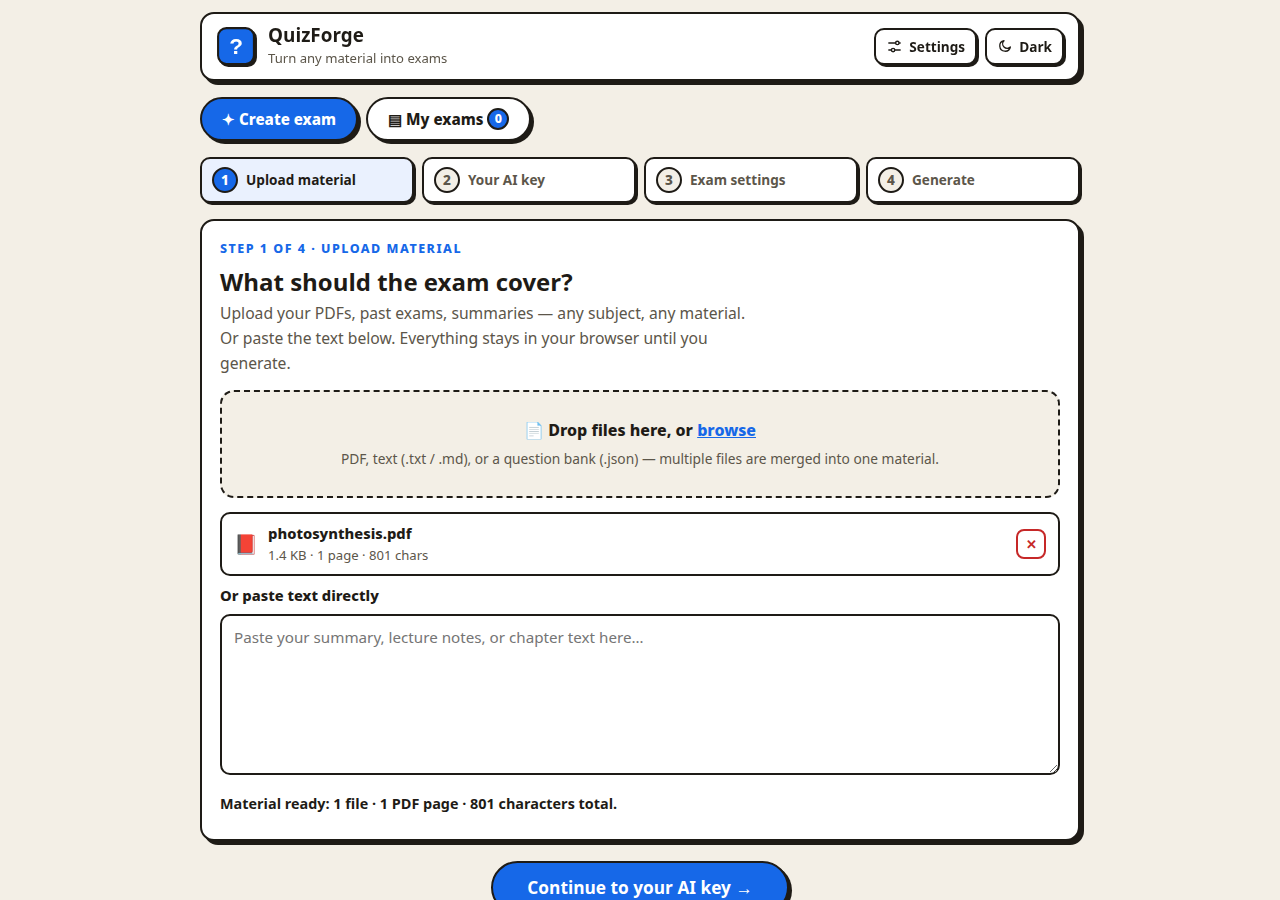 ?
QuizForge
Turn any material into exams
Settings
Dark
✦ Create exam
▤ My exams 0
1 Upload material
2 Your AI key
3 Exam settings
4 Generate
STEP 1 OF 4 · UPLOAD MATERIAL
What should the exam cover?
Upload your PDFs, past exams, summaries — any subject, any material.
Or paste the text below. Everything stays in your browser until you
generate.
📄 Drop files here, or browse
PDF, text (.txt / .md), or a question bank (.json) — multiple files are merged into one material.
📕 photosynthesis.pdf
1.4 KB · 1 page · 801 chars
✕
Or paste text directly
Paste your summary, lecture notes, or chapter text here…
Material ready: 1 file · 1 PDF page · 801 characters total.
Continue to your AI key →